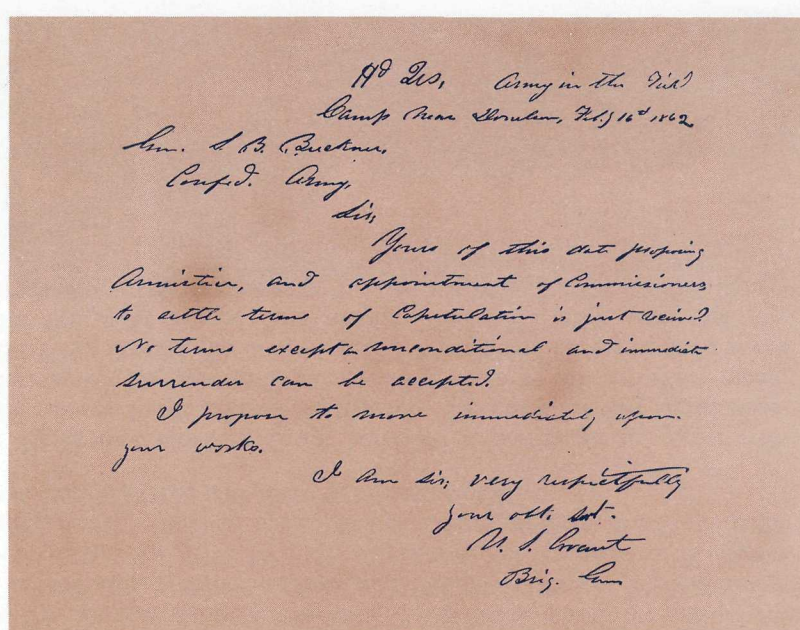 Hd Qrs, Army in the Field
Camp near Donelson, Feby 16th 1862
Gen. S. B. Buckner,
Confed. Army,
Sir;
Yours of this date proposing
Armistice, and appointment of Commissioners
to settle terms of Capitulation is just received.
No terms except an unconditional and immediate
surrender can be accepted.
I propose to move immediately upon
your works.
I am sir; very respectfully
your obt. sert.
U. S. Grant
Brig. Gen